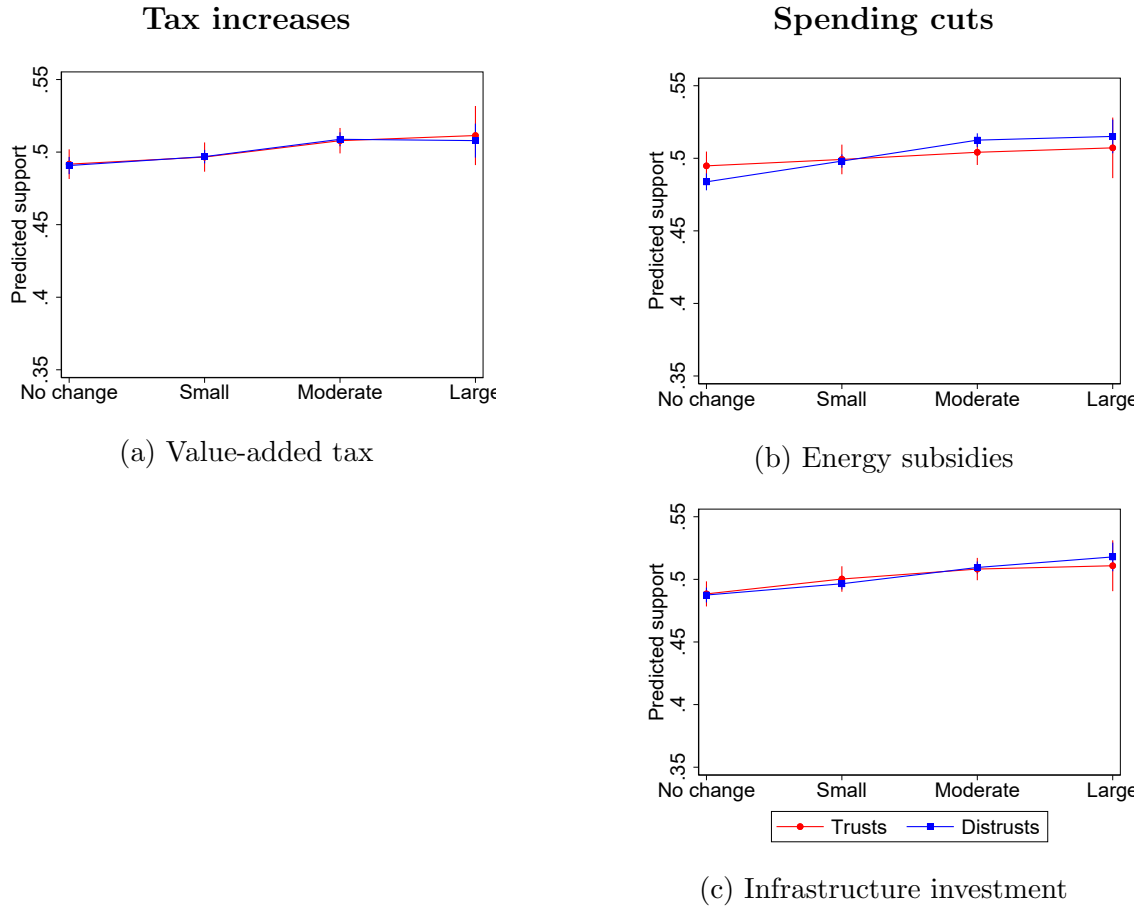 Tax increases
Spending cuts
Predicted support
.55
.5
.45
.4
.35
No change Small Moderate Large
(a) Value-added tax
Predicted support
.55
.5
.45
.4
.35
No change Small Moderate Large
(b) Energy subsidies
Predicted support
.55
.5
.45
.4
.35
No change Small Moderate Large
Trusts Distrusts
(c) Infrastructure investment